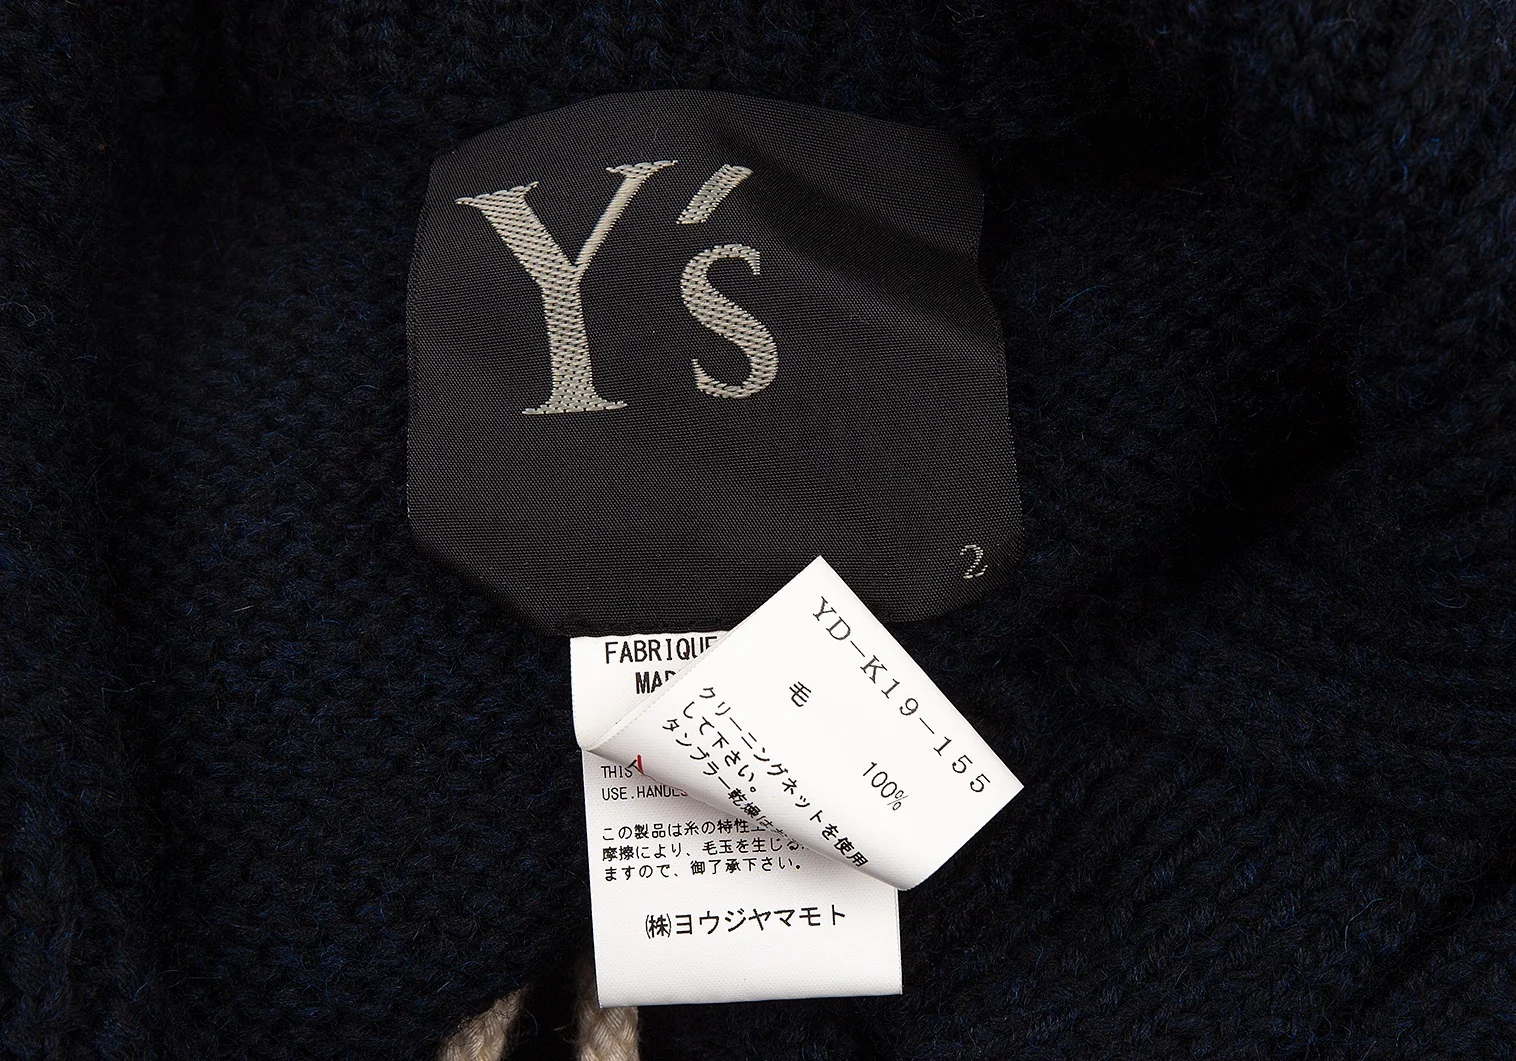 Y's
2
YD-K19-155
毛 100%
クリーニングネットを使用
して下さい。
タンブラー乾燥は
FABRIQUE
THIS
USE.
この製品は糸の特性上
摩擦により、毛玉を生じる
ますので、御了承下さい。
㈱ヨウジヤマモト